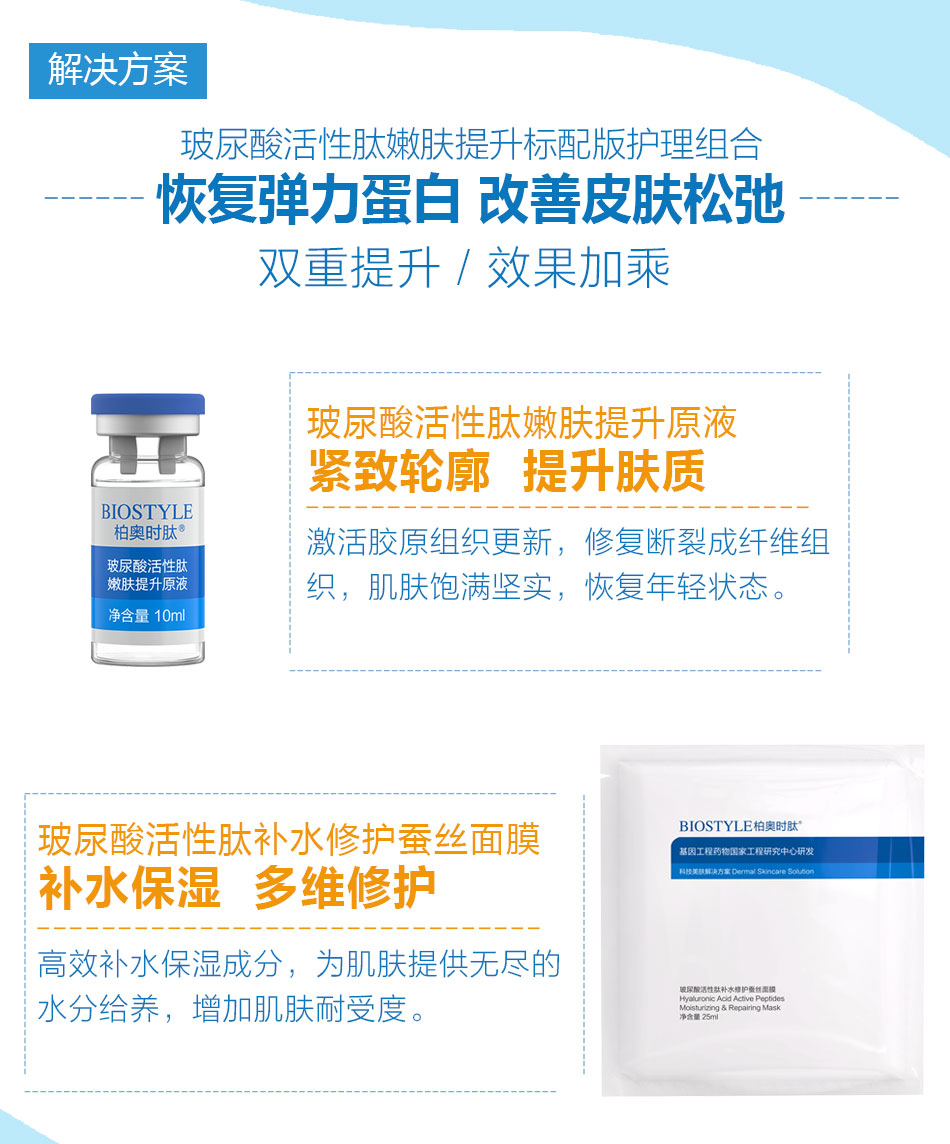 解决方案
玻尿酸活性肽嫩肤提升标配版护理组合
恢复弹力蛋白 改善皮肤松弛
双重提升 / 效果加乘
玻尿酸活性肽嫩肤提升原液
紧致轮廓 提升肤质
激活胶原组织更新，修复断裂成纤维组
织，肌肤饱满坚实，恢复年轻状态。
BIOSTYLE
柏奥时肽®
玻尿酸活性肽
嫩肤提升原液
净含量 10ml
玻尿酸活性肽补水修护蚕丝面膜
补水保湿 多维修护
高效补水保湿成分，为肌肤提供无尽的
水分给养，增加肌肤耐受度。
BIOSTYLE柏奥时肽®
基因工程药物国家工程研究中心研发
科技美肤解决方案 Dermal Skincare Solution
玻尿酸活性肽补水修护蚕丝面膜
Hyaluronic Acid Active Peptides
Moisturizing & Repairing Mask
净含量 25ml